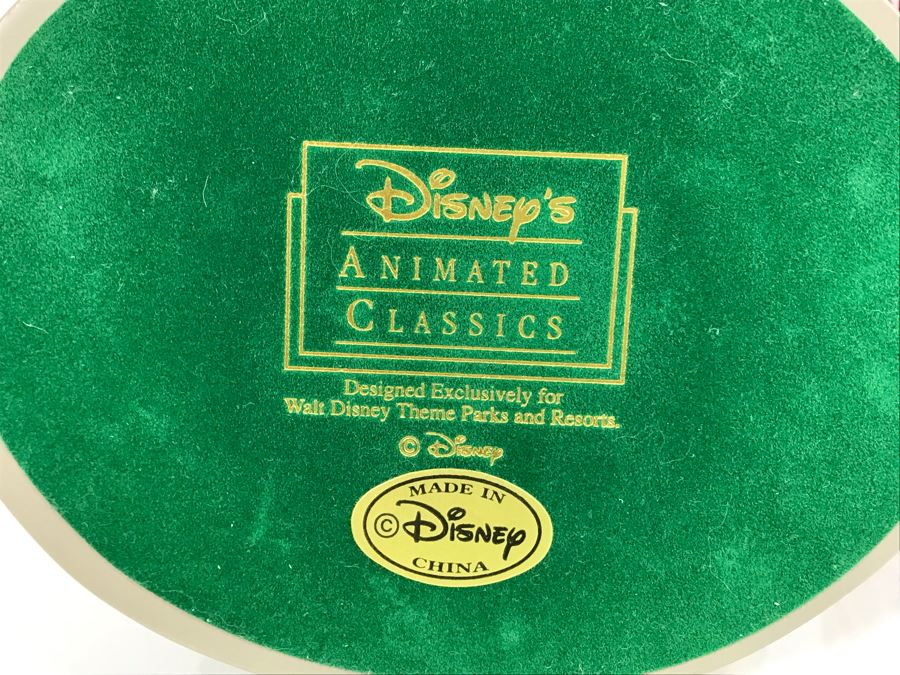 Disney's
ANIMATED
CLASSICS
Designed Exclusively for
Walt Disney Theme Parks and Resorts.
© Disney
MADE IN
© Disney
CHINA